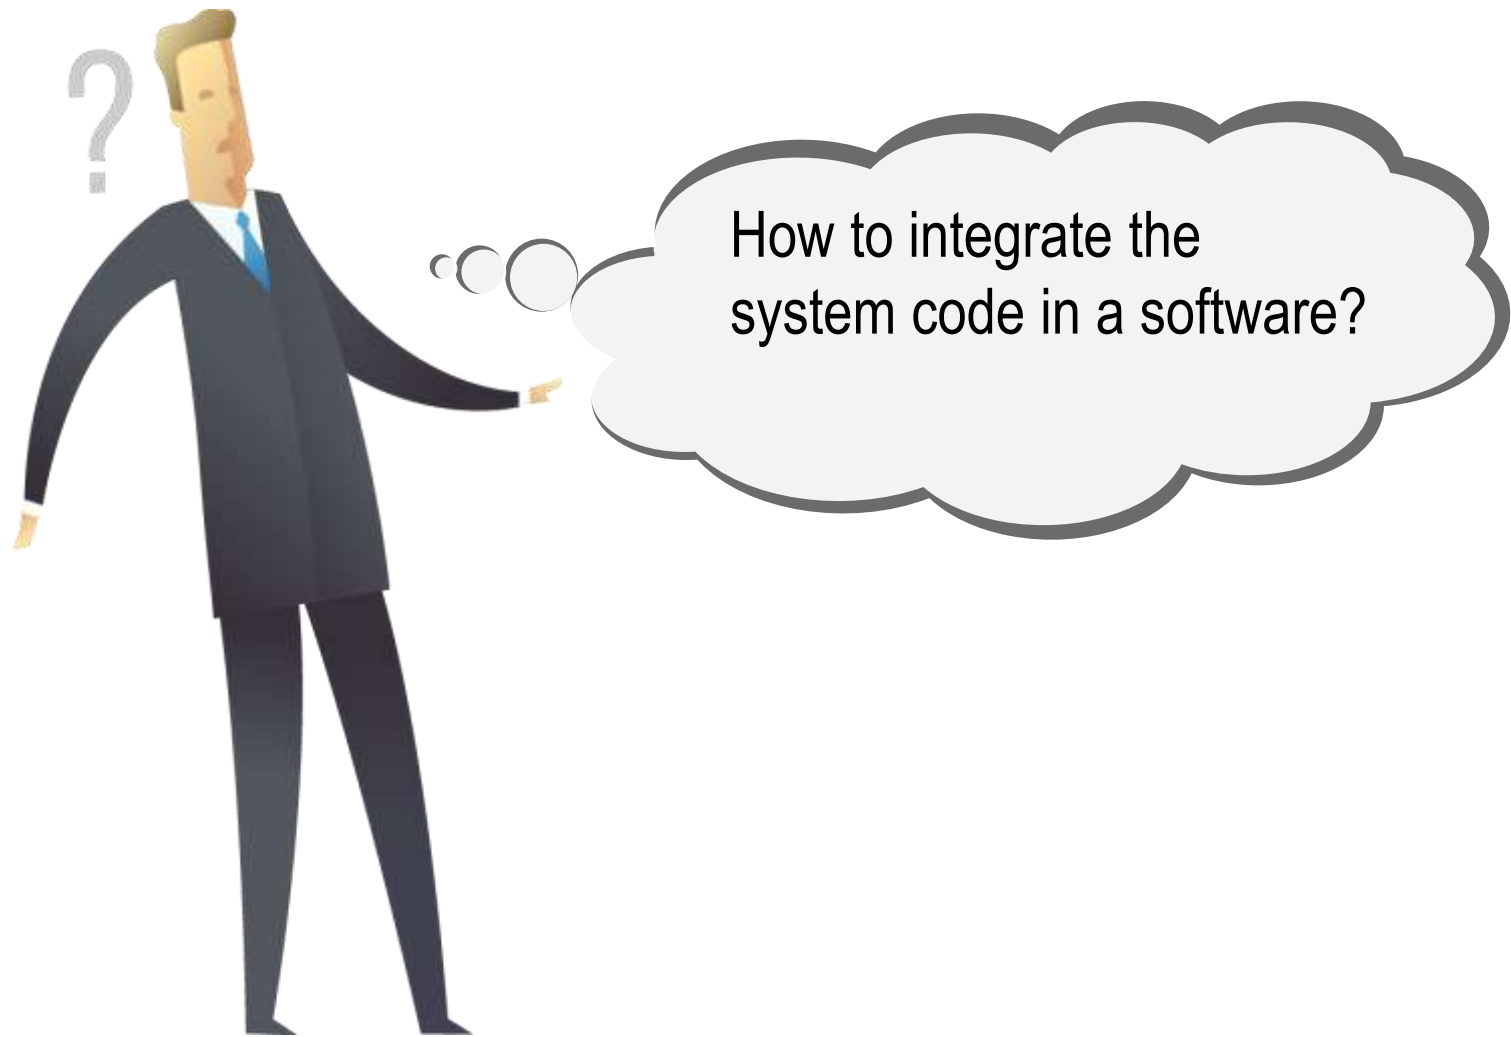 ?
How to integrate the
system code in a software?